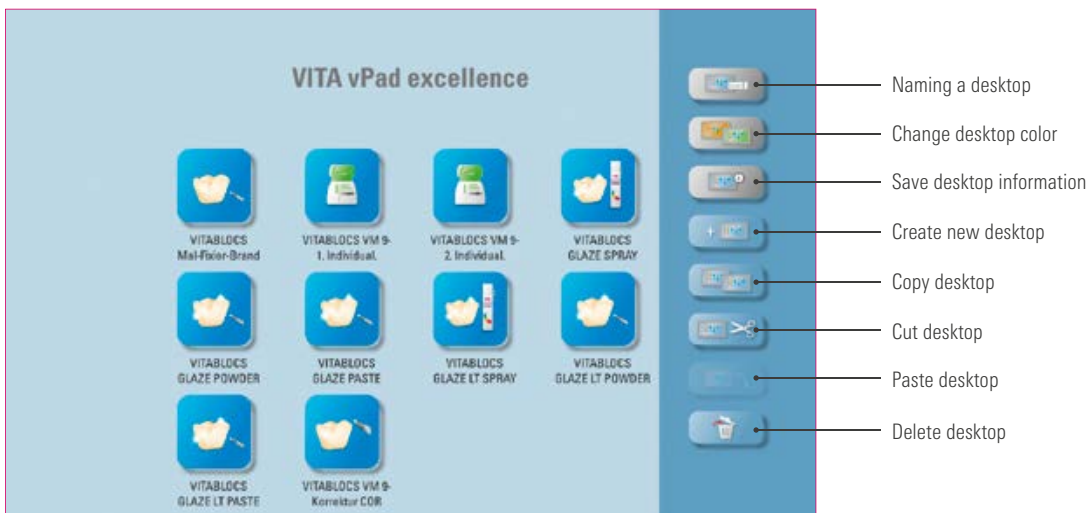 VITA vPad excellence
VITABLOCS
Mal-Fixier-Brand
VITABLOCS VM 9-
1. Individual.
VITABLOCS VM 9-
2. Individual.
VITABLOCS
GLAZE SPRAY
VITABLOCS
GLAZE POWDER
VITABLOCS
GLAZE PASTE
VITABLOCS
GLAZE LT SPRAY
VITABLOCS
GLAZE LT POWDER
VITABLOCS
GLAZE LT PASTE
VITABLOCS VM 9-
Korrektur COR
Naming a desktop
Change desktop color
Save desktop information
Create new desktop
Copy desktop
Cut desktop
Paste desktop
Delete desktop